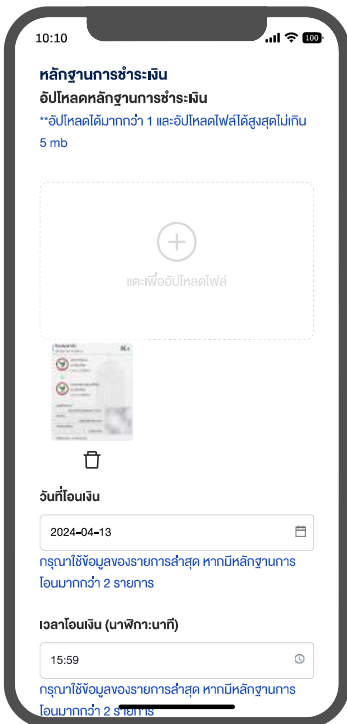 10:10
100
หลักฐานการชำระเงิน
อัปโหลดหลักฐานการชำระเงิน
**อัปโหลดได้มากกว่า 1 และอัปโหลดไฟล์ได้สูงสุดไม่เกิน
5 mb
แตะเพื่ออัปโหลดไฟล์
วันที่โอนเงิน
2024-04-13
กรุณาใช้ข้อมูลของรายการล่าสุด หากมีหลักฐานการ
โอนมากกว่า 2 รายการ
เวลาโอนเงิน (นาฬิกา:นาที)
15:59
กรุณาใช้ข้อมูลของรายการล่าสุด หากมีหลักฐานการ
โอนมากกว่า 2 รายการ